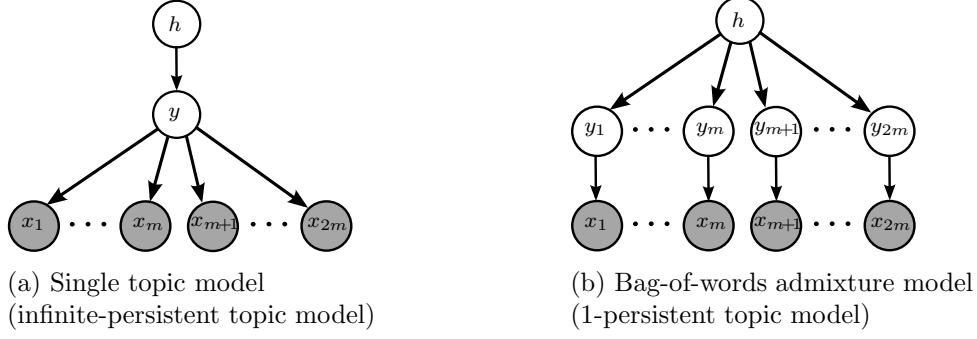 h
h
y
y₁ ··· yₘ yₘ₊₁ ··· y₂ₘ
x₁ ··· xₘ xₘ₊₁ ··· x₂ₘ
x₁ ··· xₘ xₘ₊₁ ··· x₂ₘ
(a) Single topic model
(infinite-persistent topic model)
(b) Bag-of-words admixture model
(1-persistent topic model)